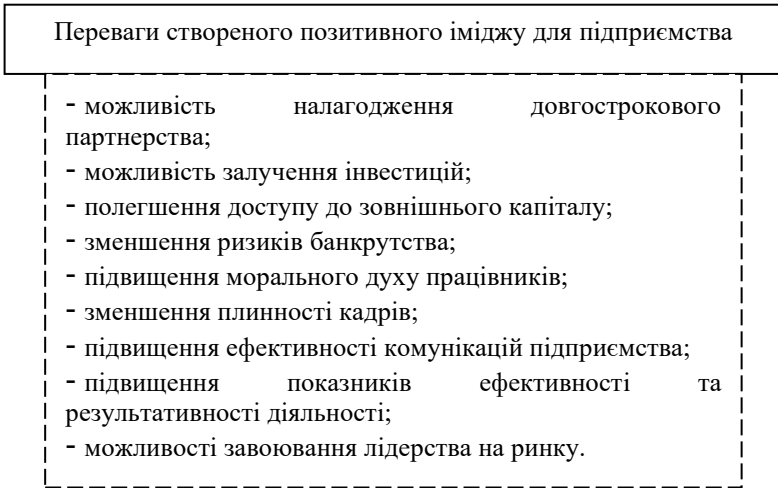 Переваги створеного позитивного іміджу для підприємства
- можливість налагодження довгострокового
партнерства;
- можливість залучення інвестицій;
- полегшення доступу до зовнішнього капіталу;
- зменшення ризиків банкрутства;
- підвищення морального духу працівників;
- зменшення плинності кадрів;
- підвищення ефективності комунікацій підприємства;
- підвищення показників ефективності та
результативності діяльності;
- можливості завоювання лідерства на ринку.